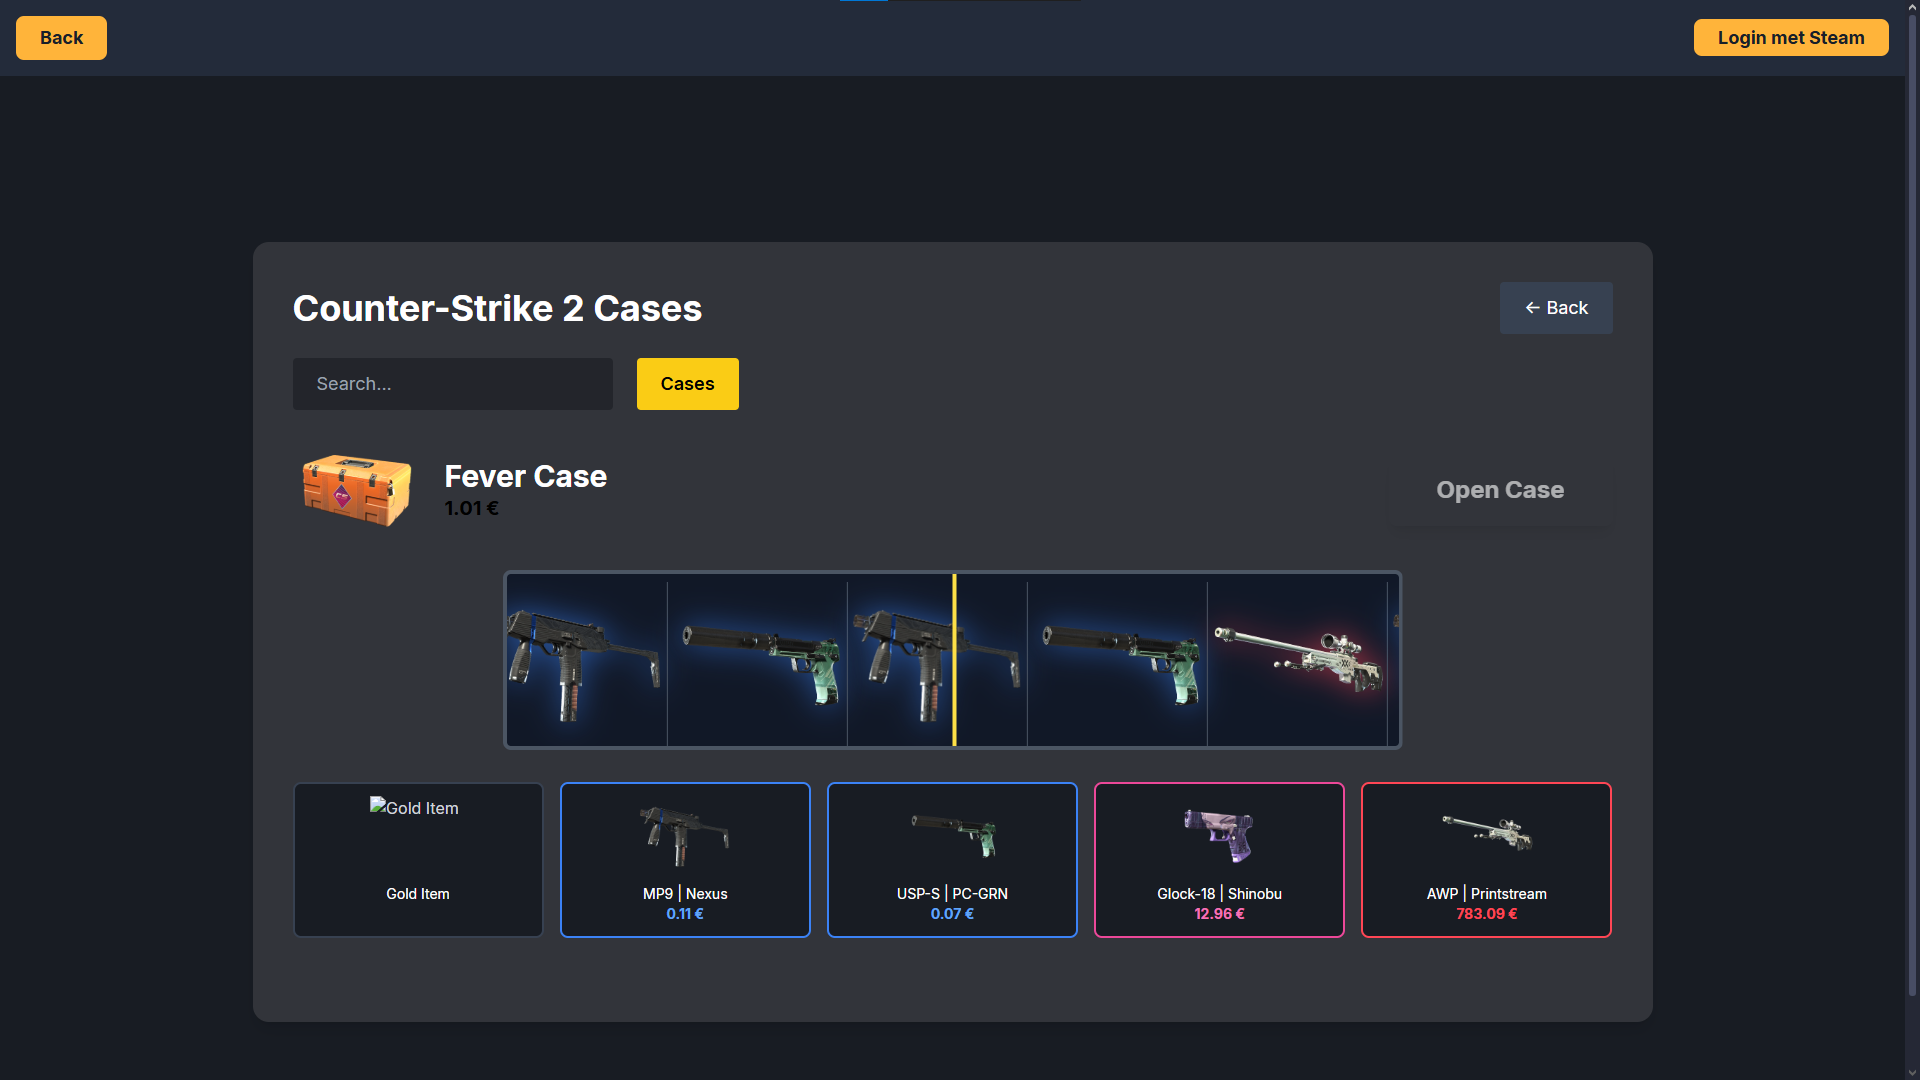 Back
Login met Steam
Counter-Strike 2 Cases
← Back
Search...
Cases
Fever Case
1.01 €
Open Case
Gold Item
Gold Item
MP9 | Nexus
0.11 €
USP-S | PC-GRN
0.07 €
Glock-18 | Shinobu
12.96 €
AWP | Printstream
783.09 €